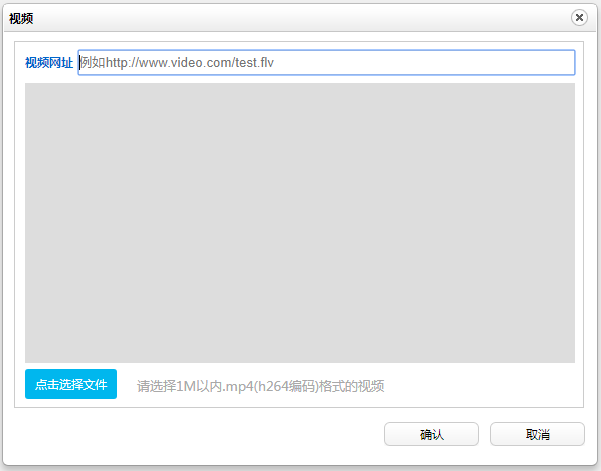 视频
视频网址 例如http://www.video.com/test.flv
点击选择文件 请选择1M以内.mp4(h264编码)格式的视频
确认 取消